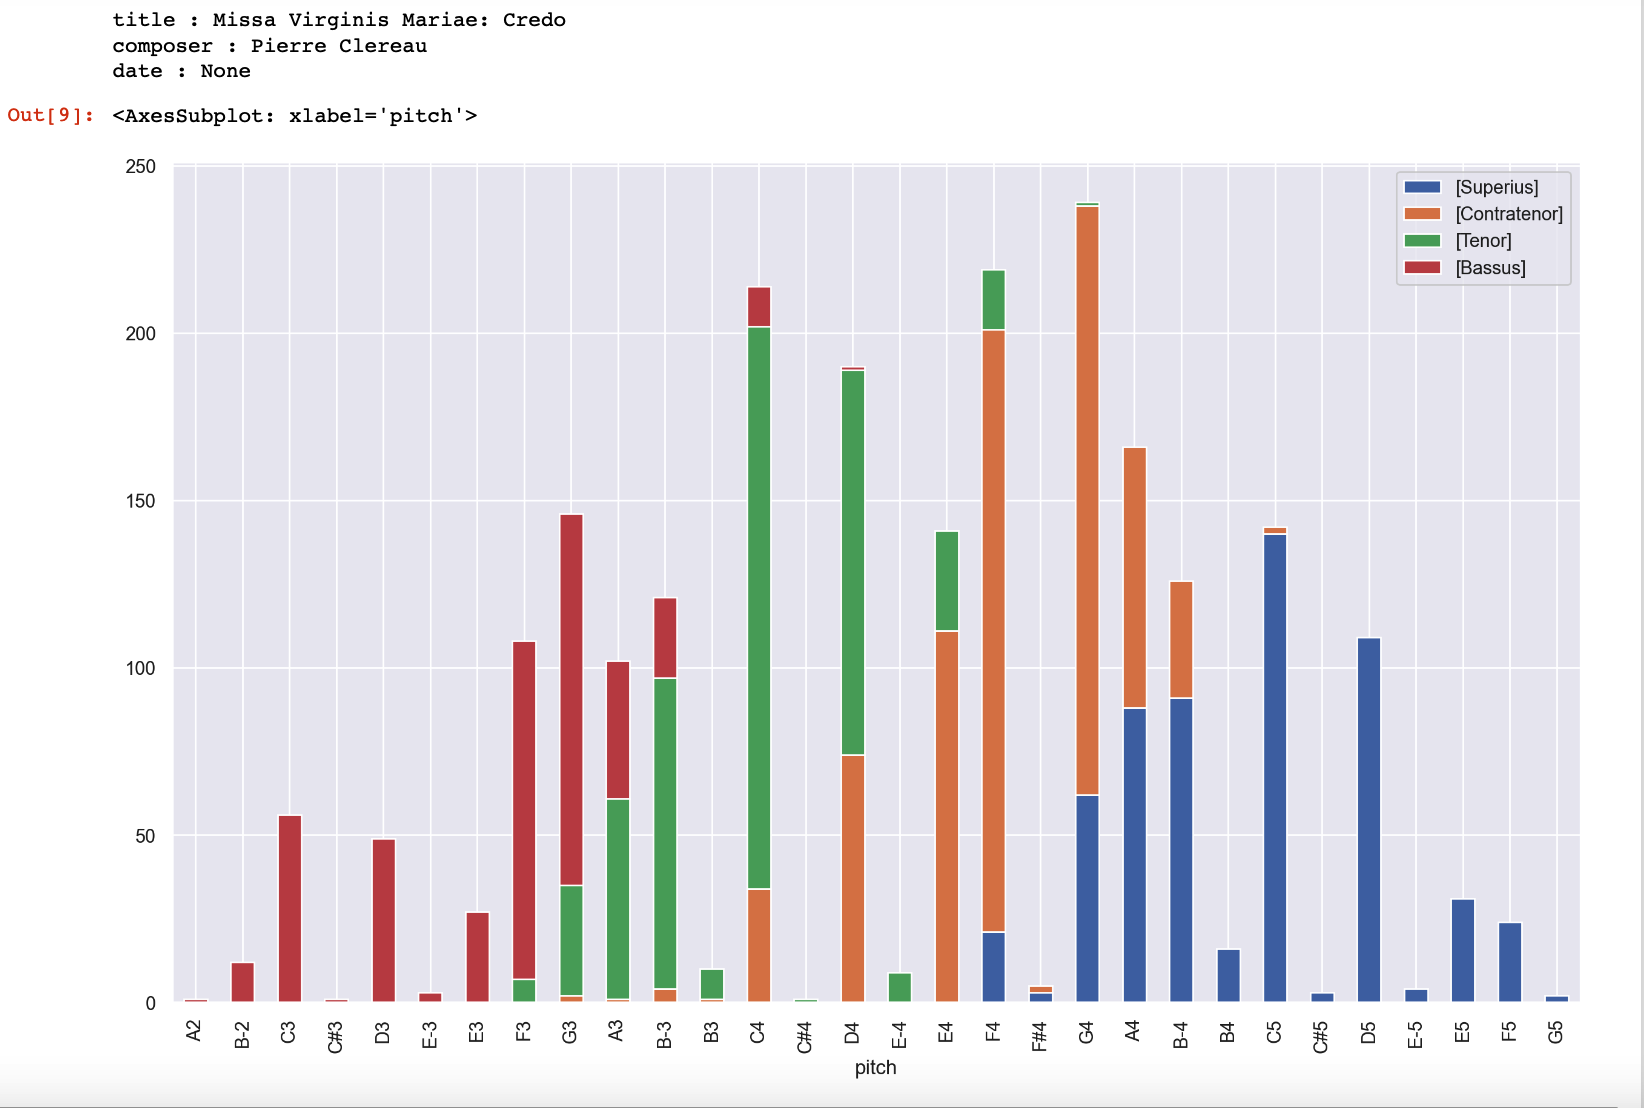 title : Missa Virginis Mariae: Credo
composer : Pierre Clereau
date : None
Out[9]: <AxesSubplot: xlabel='pitch'>
250
200
150
100
50
0
[Superius]
[Contratenor]
[Tenor]
[Bassus]
A2 B-2 C3 C#3 D3 E-3 E3 F3 G3 A3 B-3 B3 C4 C#4 D4 E-4 E4 F4 F#4 G4 A4 B-4 B4 C5 C#5 D5 E-5 E5 F5 G5
pitch